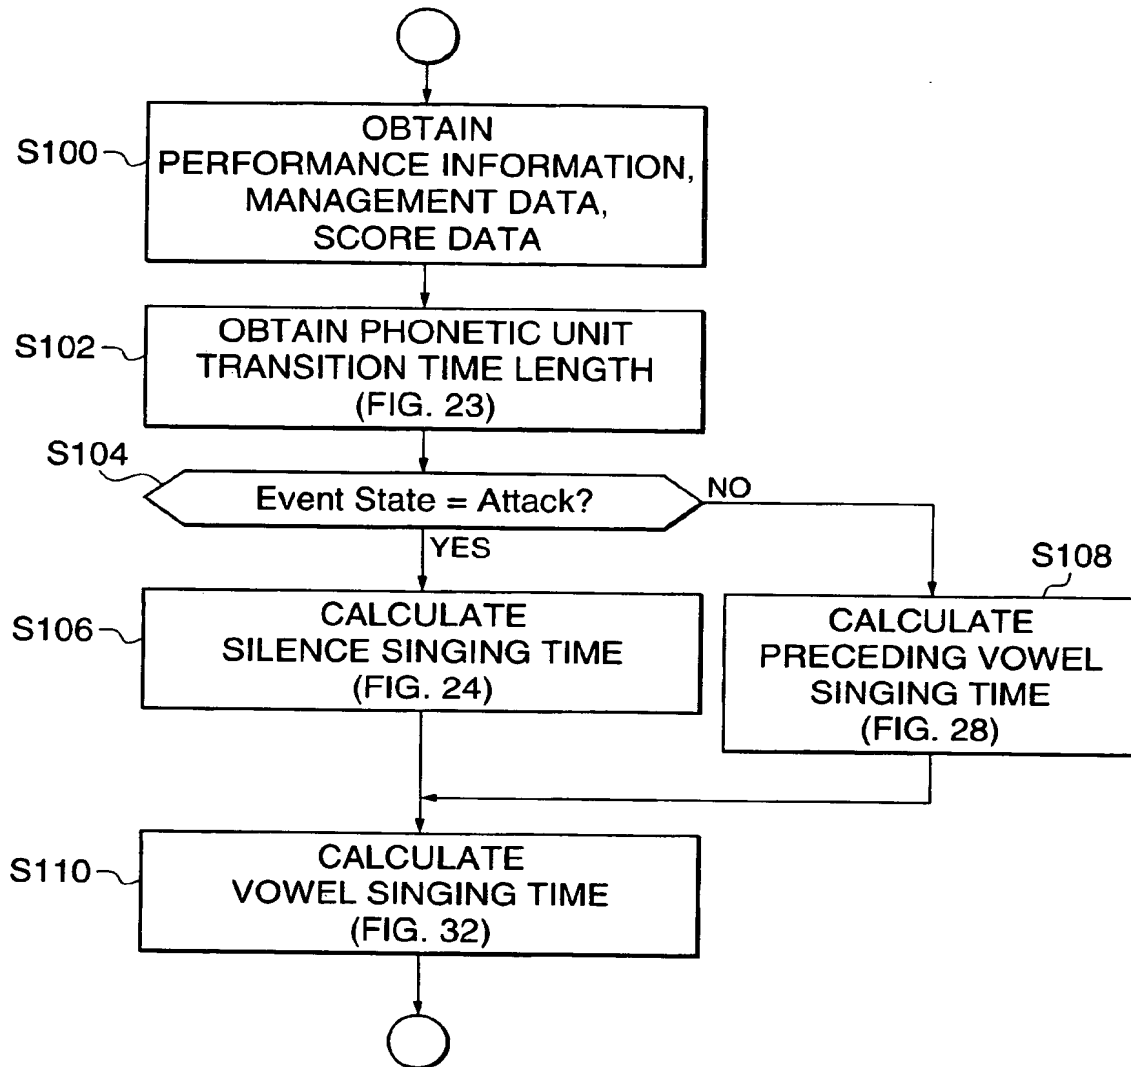 S100
OBTAIN
PERFORMANCE INFORMATION,
MANAGEMENT DATA,
SCORE DATA
S102
OBTAIN PHONETIC UNIT
TRANSITION TIME LENGTH
(FIG. 23)
S104
Event State = Attack?
NO
YES
S106
CALCULATE
SILENCE SINGING TIME
(FIG. 24)
S108
CALCULATE
PRECEDING VOWEL
SINGING TIME
(FIG. 28)
S110
CALCULATE
VOWEL SINGING TIME
(FIG. 32)